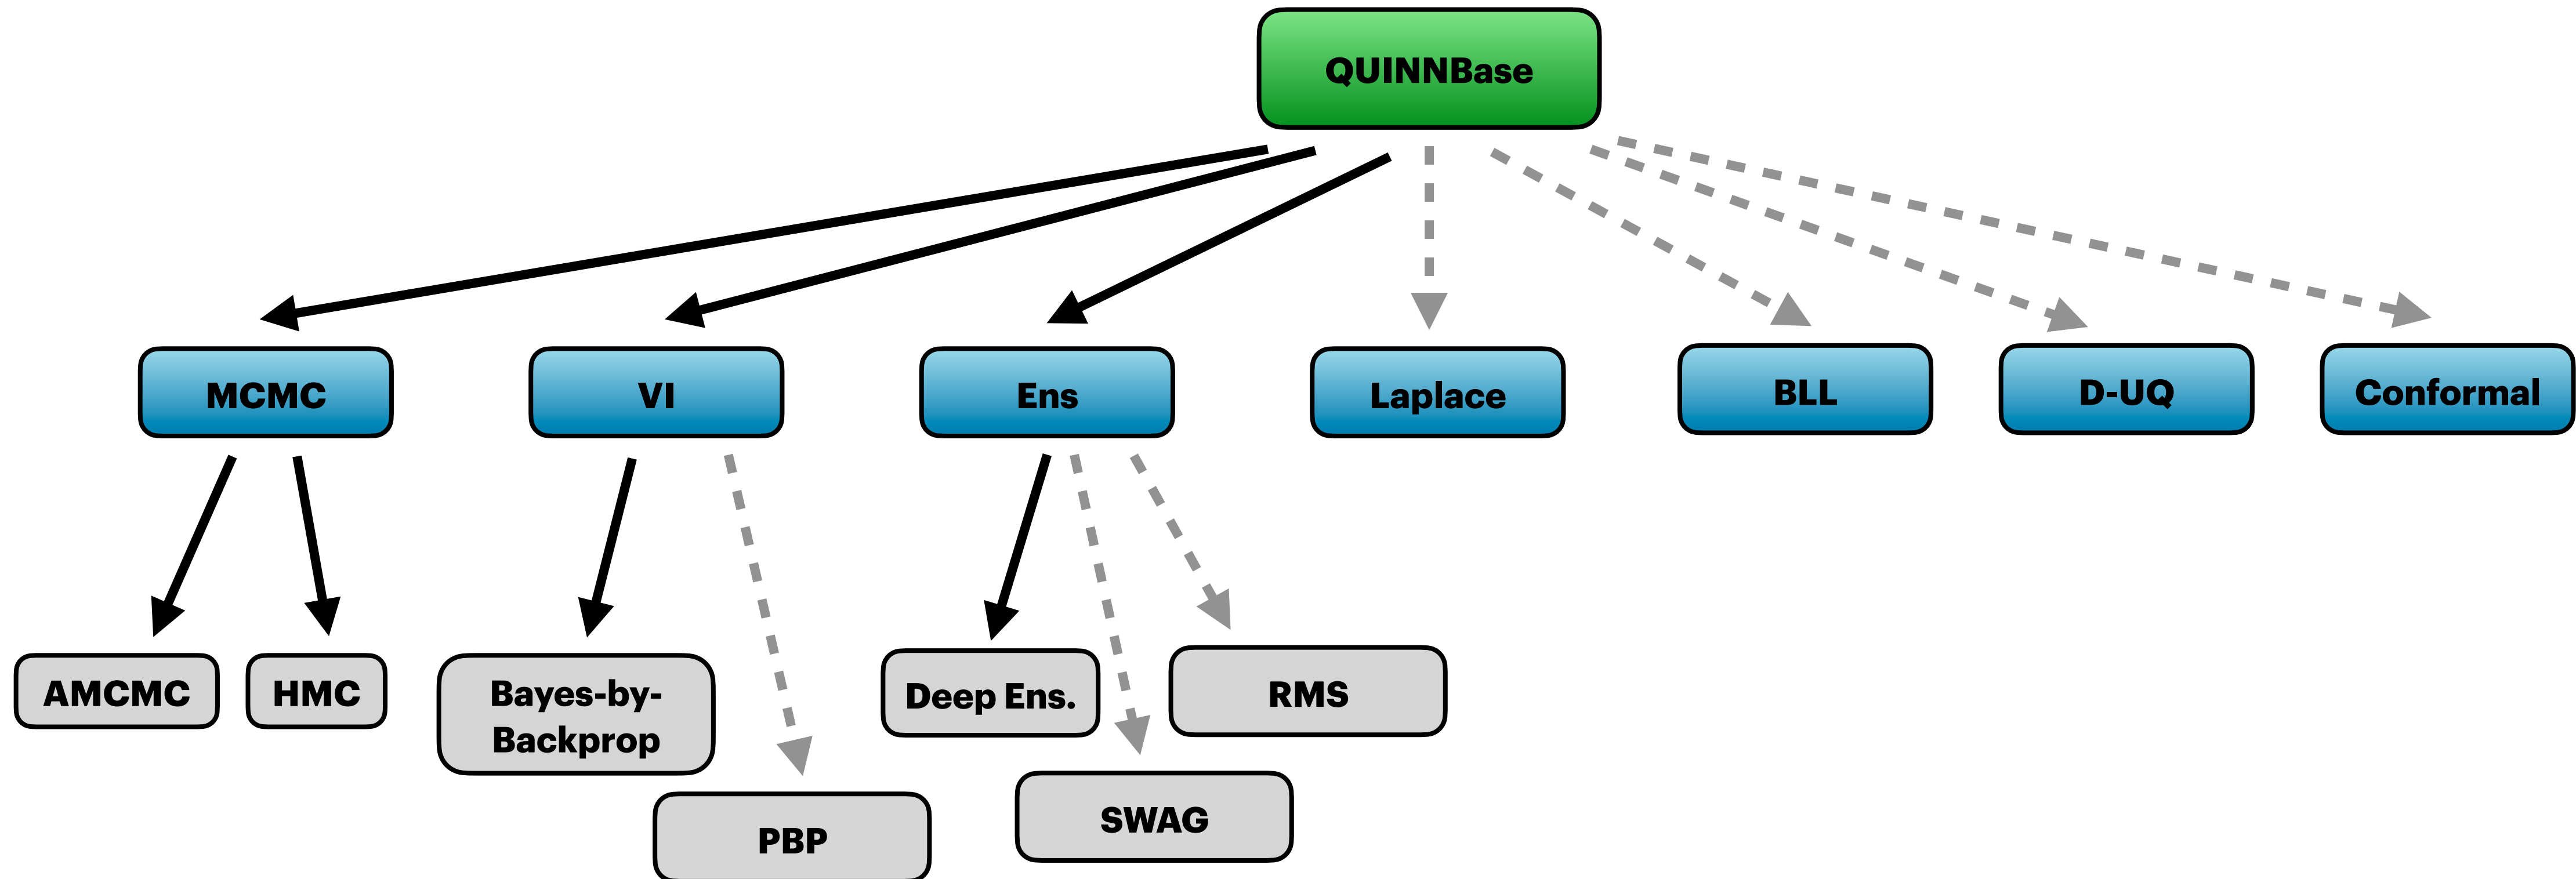 QUINNBase
MCMC
VI
Ens
Laplace
BLL
D-UQ
Conformal
AMCMC
HMC
Bayes-by-
Backprop
Deep Ens.
RMS
PBP
SWAG